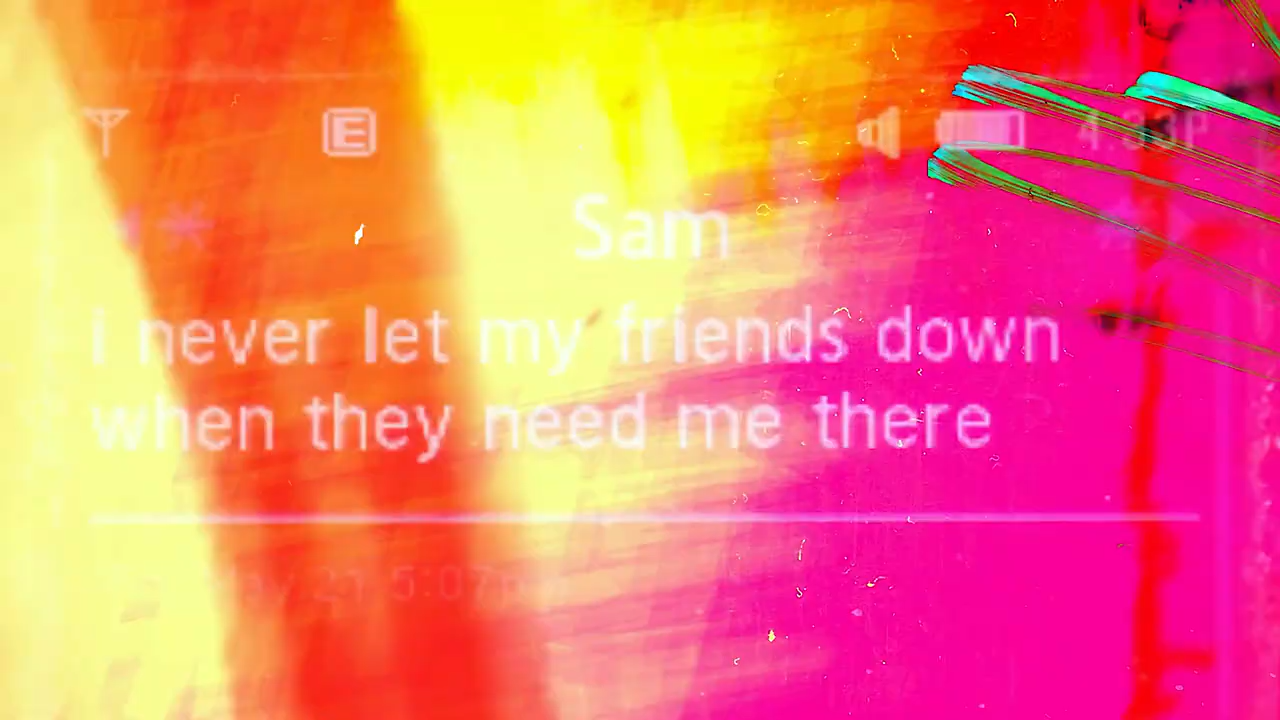 E
Sam
i never let my friends down
when they need me there